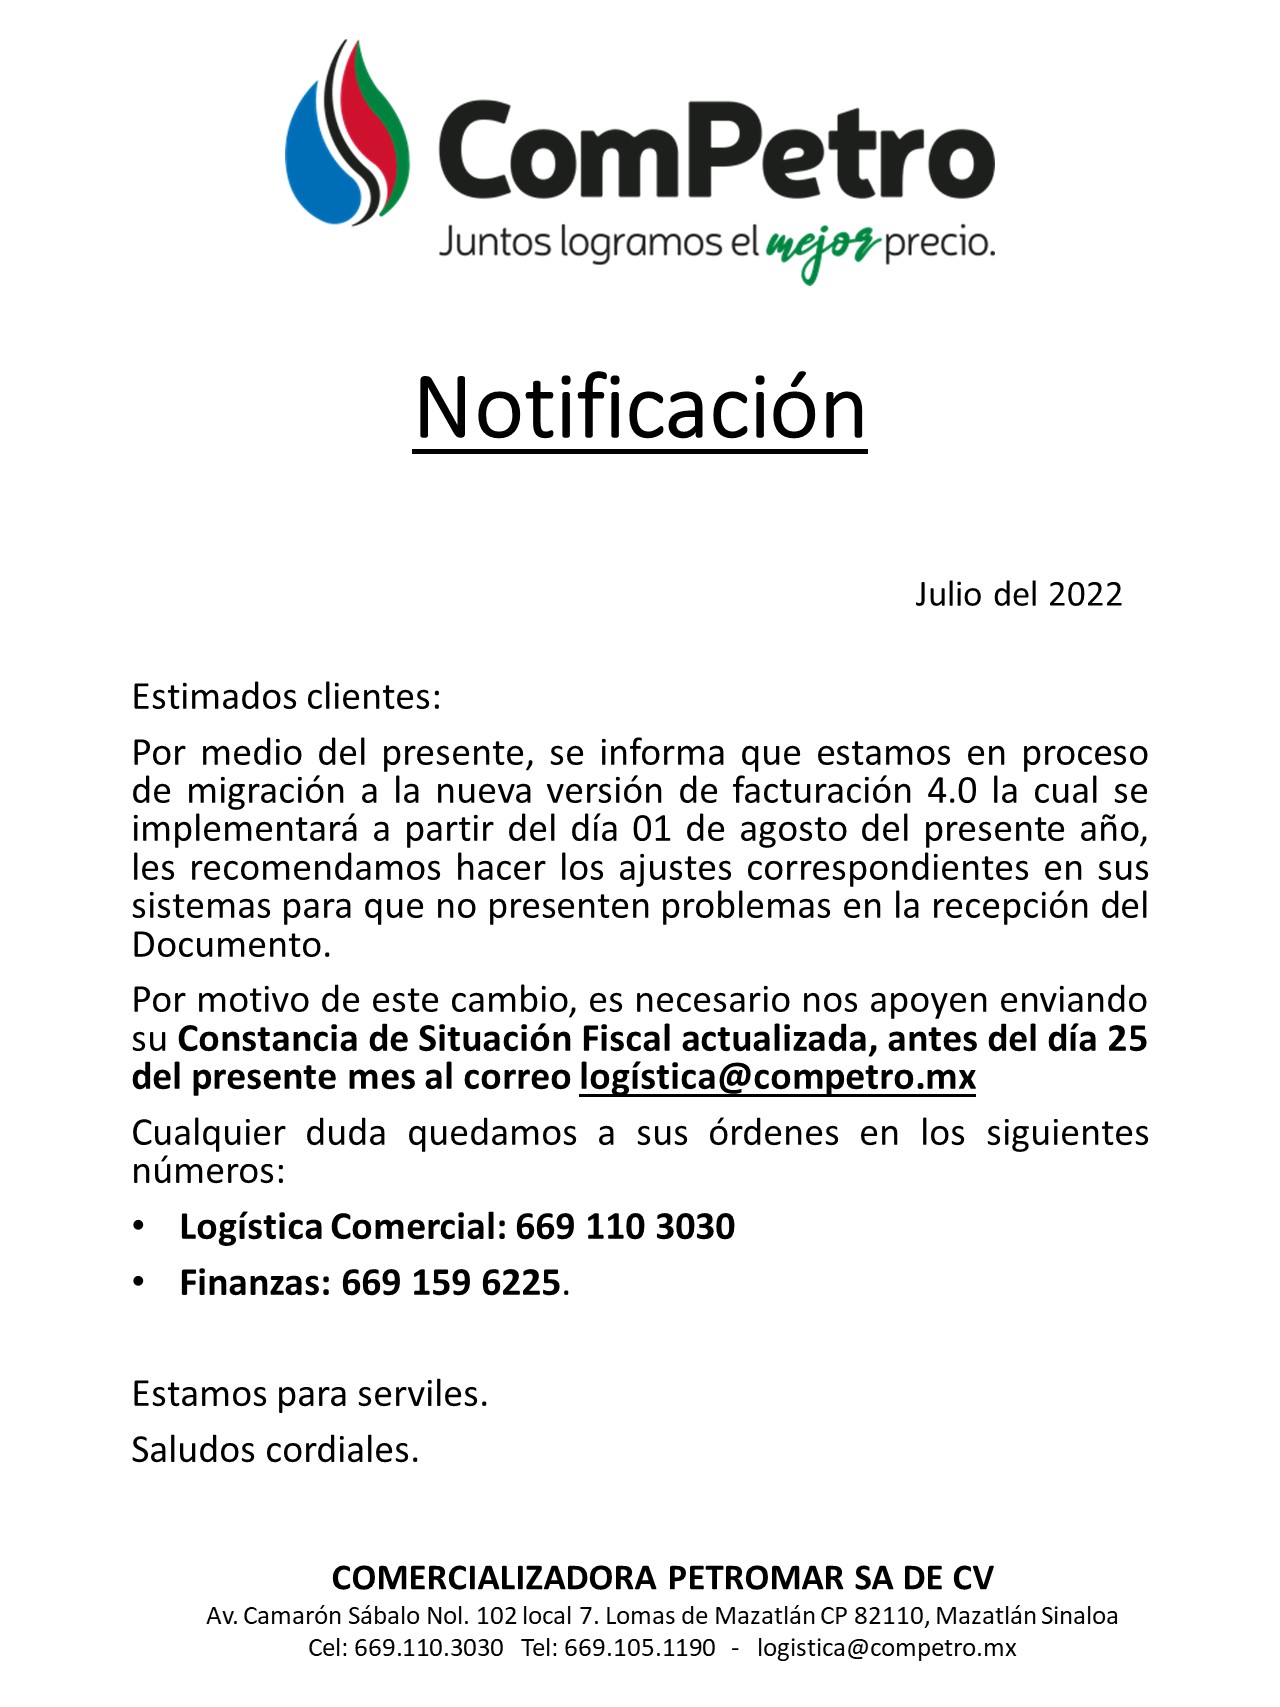 ComPetro
Juntos logramos el mejor precio.
Notificación
Julio del 2022
Estimados clientes:
Por medio del presente, se informa que estamos en proceso
de migración a la nueva versión de facturación 4.0 la cual se
implementará a partir del día 01 de agosto del presente año,
les recomendamos hacer los ajustes correspondientes en sus
sistemas para que no presenten problemas en la recepción del
Documento.
Por motivo de este cambio, es necesario nos apoyen enviando
su Constancia de Situación Fiscal actualizada, antes del día 25
del presente mes al correo logística@competro.mx
Cualquier duda quedamos a sus órdenes en los siguientes
números:
• Logística Comercial: 669 110 3030
• Finanzas: 669 159 6225.
Estamos para serviles.
Saludos cordiales.
COMERCIALIZADORA PETROMAR SA DE CV
Av. Camarón Sábalo Nol. 102 local 7. Lomas de Mazatlán CP 82110, Mazatlán Sinaloa
Cel: 669.110.3030 Tel: 669.105.1190 - logistica@competro.mx